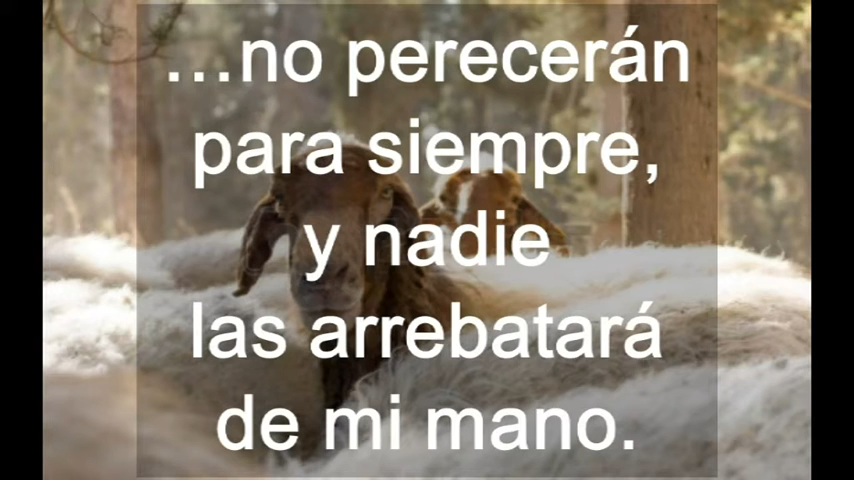 ...no perecerán
para siempre,
y nadie
las arrebatará
de mi mano.